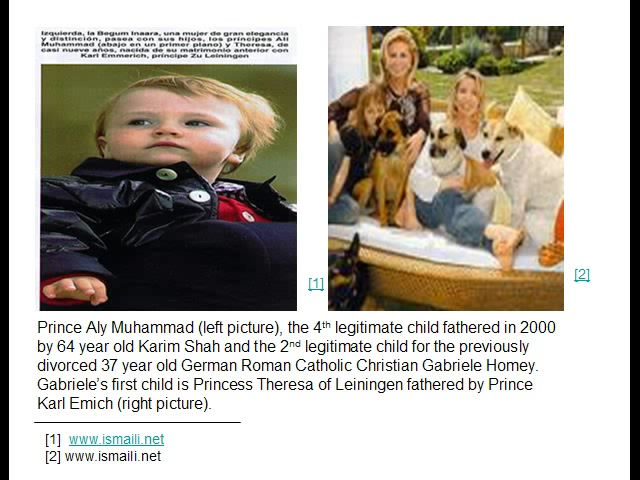 Izquierda, la Begum Inaara, una mujer de gran elegancia
y distinción, pasea con sus hijos, los príncipes Ali
Muhammad (abajo en un primer plano) y Theresa, de
casi nueve años, nacida de su matrimonio anterior con
Karl Emmerich, príncipe Zu Leiningen
[1]
[2]
Prince Aly Muhammad (left picture), the 4th legitimate child fathered in 2000
by 64 year old Karim Shah and the 2nd legitimate child for the previously
divorced 37 year old German Roman Catholic Christian Gabriele Homey.
Gabriele’s first child is Princess Theresa of Leiningen fathered by Prince
Karl Emich (right picture).
[1] www.ismaili.net
[2] www.ismaili.net